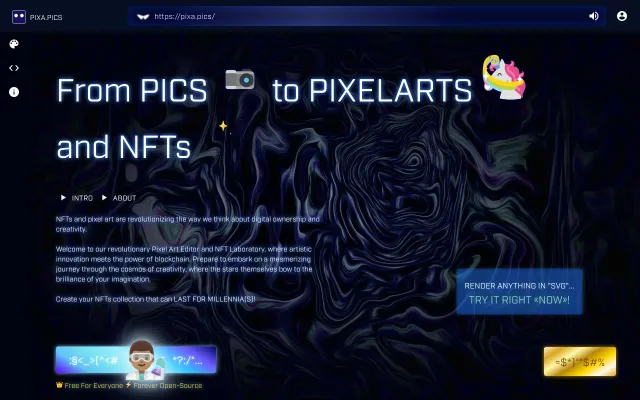 PIXA.PICS
https://pixa.pics/
From PICS to PIXELARTS
and NFTs
INTRO ABOUT
NFTs and pixel art are revolutionizing the way we think about digital ownership and
creativity.
Welcome to our revolutionary Pixel Art Editor and NFT Laboratory, where artistic
innovation meets the power of blockchain. Prepare to embark on a mesmerizing
journey through the cosmos of creativity, where the stars themselves bow to the
brilliance of your imagination.
Create your NFTs collection that can LAST FOR MILLENNIA(S)!
RENDER ANYTHING IN "SVG"...
TRY IT RIGHT «NOW»!
Free For Everyone Forever Open-Source